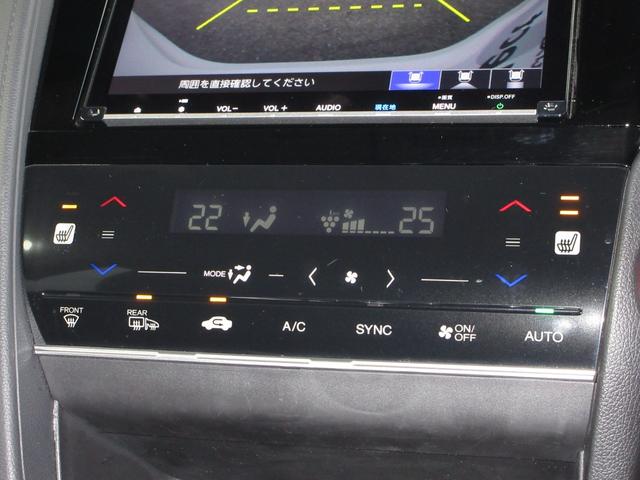 周囲を直接確認してください
VOL− VOL+ AUDIO 現在地 MENU DISP.OFF
22 25
MODE
FRONT REAR A/C SYNC ON/OFF AUTO